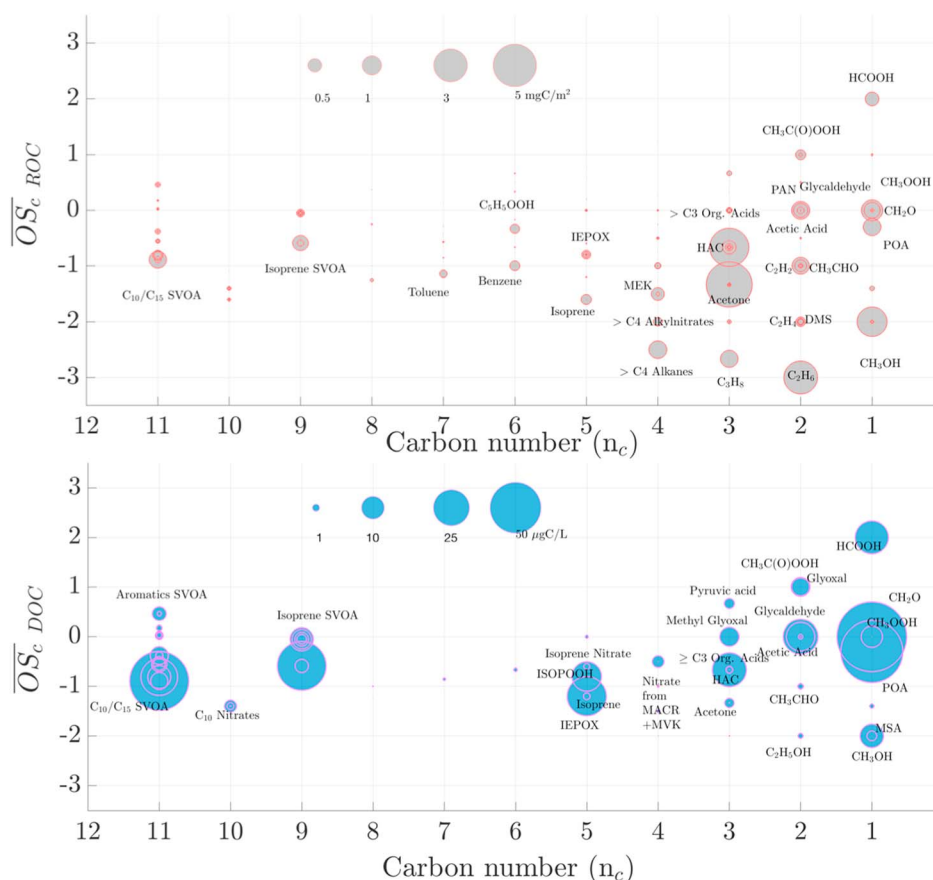 3
2
1
0
-1
-2
-3
OSc ROC
0.5 1 3 5 mgC/m²
HCOOH
CH₃C(O)OOH
CH₃OOH
PAN Glycaldehyde
C₅H₅OOH
> C3 Org. Acids
CH₂O
Acetic Acid
IEPOX
HAC
POA
Isoprene SVOA
Benzene
C₂H₂
CH₃CHO
C₁₀/C₁₅ SVOA
Toluene
MEK
Acetone
Isoprene
> C4 Alkylnitrates
C₂H₄
DMS
> C4 Alkanes
C₃H₈
C₂H₆
CH₃OH
12 11 10 9 8 7 6 5 4 3 2 1
Carbon number (nc)
3
2
1
0
-1
-2
-3
OSc DOC
1 10 25 50 μgC/L
HCOOH
CH₃C(O)OOH
Glyoxal
Aromatics SVOA
Pyruvic acid
CH₂O
Isoprene SVOA
Methyl Glyoxal
Glycaldehyde
CH₃OOH
Isoprene Nitrate
≥ C3 Org. Acids
Acetic Acid
ISOPOOH
HAC
Nitrate
from
MACR
+MVK
POA
C₁₀/C₁₅ SVOA
C₁₀ Nitrates
Isoprene
IEPOX
Acetone
CH₃CHO
MSA
C₂H₅OH
CH₃OH
12 11 10 9 8 7 6 5 4 3 2 1
Carbon number (nc)